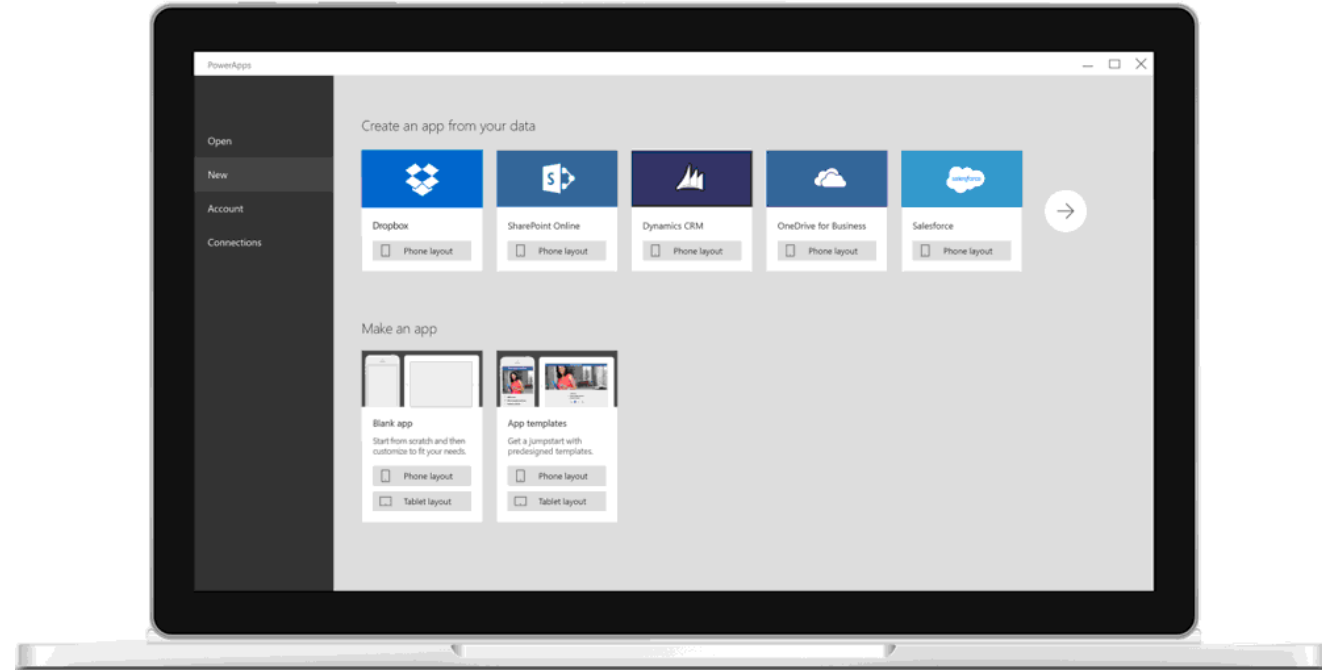 PowerApps
Open
New
Account
Connections
Create an app from your data
Dropbox
Phone layout
S
SharePoint Online
Phone layout
Dynamics CRM
Phone layout
OneDrive for Business
Phone layout
salesforce
Salesforce
Phone layout
Make an app
Blank app
Start from scratch and then
customize to fit your needs.
Phone layout
Tablet layout
App templates
Get a jumpstart with
predesigned templates.
Phone layout
Tablet layout